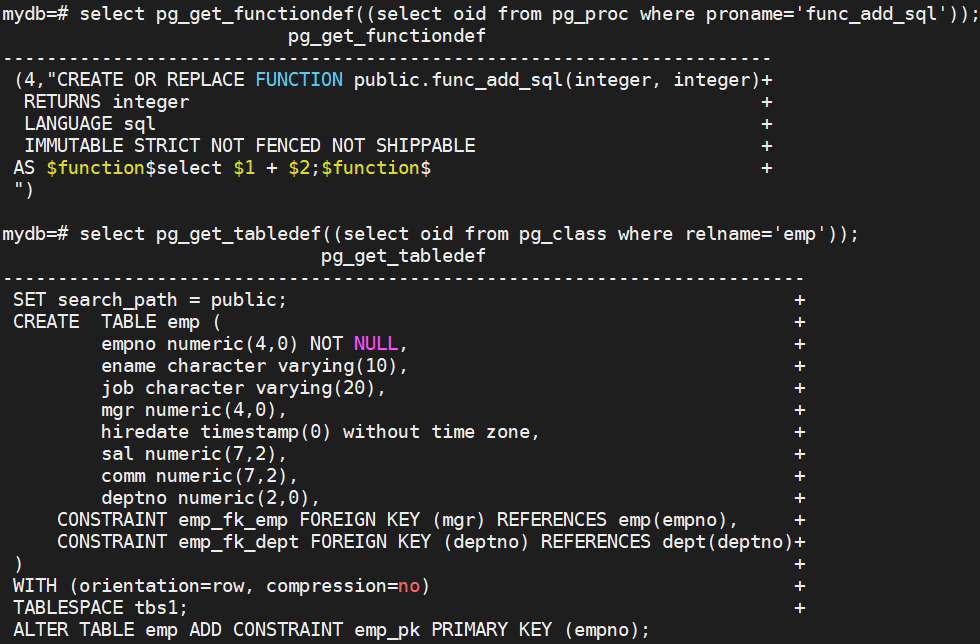 mydb=# select pg_get_functiondef((select oid from pg_proc where proname='func_add_sql'));
                          pg_get_functiondef
----------------------------------------------------------------------
 (4,"CREATE OR REPLACE FUNCTION public.func_add_sql(integer, integer)+
  RETURNS integer                                                    +
  LANGUAGE sql                                                       +
  IMMUTABLE STRICT NOT FENCED NOT SHIPPABLE                          +
 AS $function$select $1 + $2;$function$                              +
 ")

mydb=# select pg_get_tabledef((select oid from pg_class where relname='emp'));
                             pg_get_tabledef
-------------------------------------------------------------------------
 SET search_path = public;                                              +
 CREATE  TABLE emp (                                                    +
         empno numeric(4,0) NOT NULL,                                   +
         ename character varying(10),                                   +
         job character varying(20),                                     +
         mgr numeric(4,0),                                              +
         hiredate timestamp(0) without time zone,                       +
         sal numeric(7,2),                                              +
         comm numeric(7,2),                                             +
         deptno numeric(2,0),                                           +
     CONSTRAINT emp_fk_emp FOREIGN KEY (mgr) REFERENCES emp(empno),     +
     CONSTRAINT emp_fk_dept FOREIGN KEY (deptno) REFERENCES dept(deptno)+
 )                                                                      +
 WITH (orientation=row, compression=no)                                 +
 TABLESPACE tbs1;                                                       +
 ALTER TABLE emp ADD CONSTRAINT emp_pk PRIMARY KEY (empno);